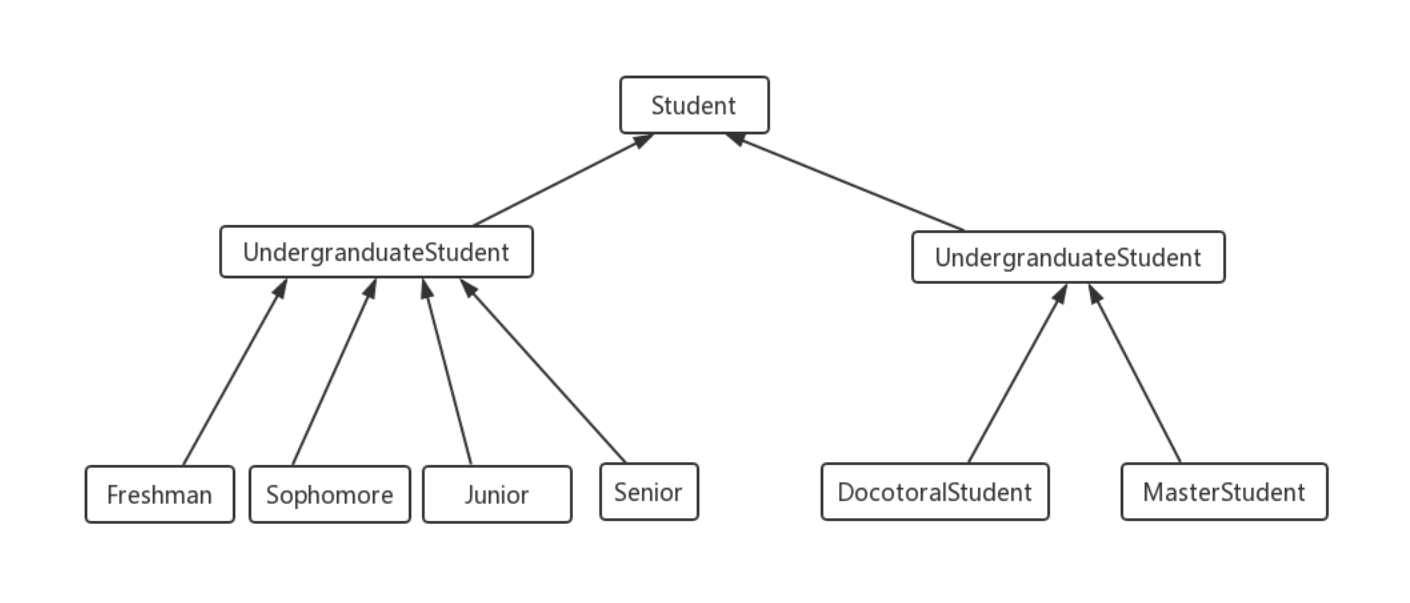 Student
UndergranduateStudent
UndergranduateStudent
Freshman
Sophomore
Junior
Senior
DocotoralStudent
MasterStudent